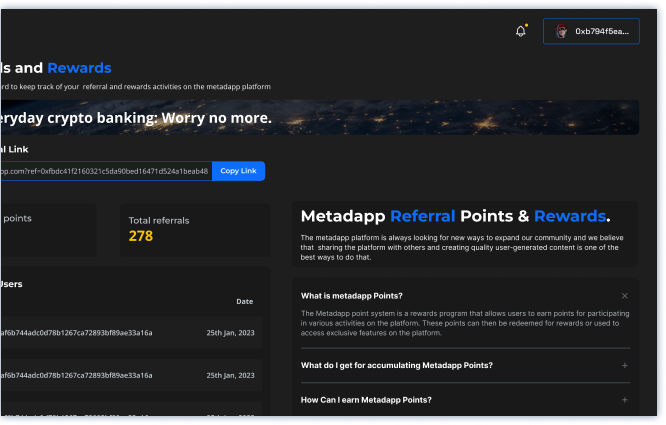 0xb794f5ea...
ls and Rewards
rd to keep track of your referral and rewards activities on the metadapp platform
eryday crypto banking: Worry no more.
al Link
pp.com?ref=0xfbdc41f2160321c5da90bed16471d524a1beab48
Copy Link
points
Total referrals
278
Metadapp Referral Points & Rewards.
The metadapp platform is always looking for new ways to expand our community and we believe
that sharing the platform with others and creating quality user-generated content is one of the
best ways to do that.
Users
Date
af6b744adc0d78b1267ca72893bf89ae33a16a
25th Jan, 2023
af6b744adc0d78b1267ca72893bf89ae33a16a
25th Jan, 2023
What is metadapp Points?
The Metadapp point system is a rewards program that allows users to earn points for participating
in various activities on the platform. These points can then be redeemed for rewards or used to
access exclusive features on the platform.
What do I get for accumulating Metadapp Points?
How Can I earn Metadapp Points?